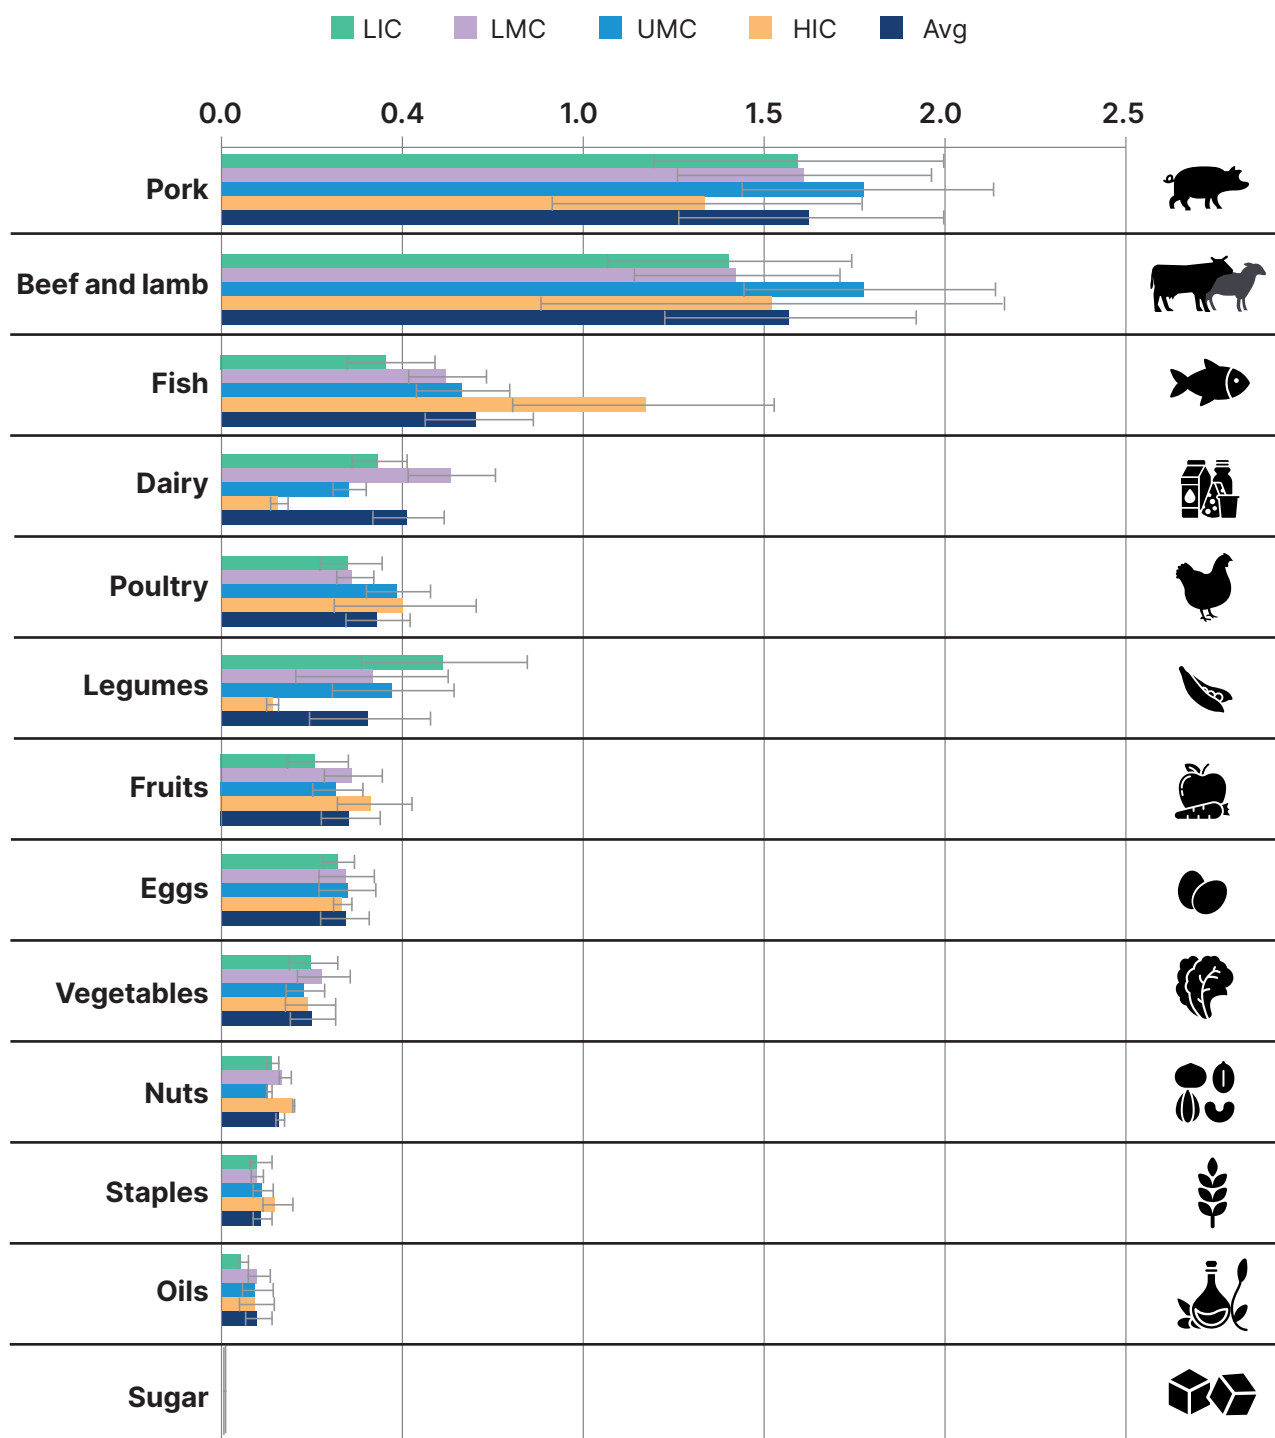 LIC LMC UMC HIC Avg
0.0 0.4 1.0 1.5 2.0 2.5
Pork
Beef and lamb
Fish
Dairy
Poultry
Legumes
Fruits
Eggs
Vegetables
Nuts
Staples
Oils
Sugar